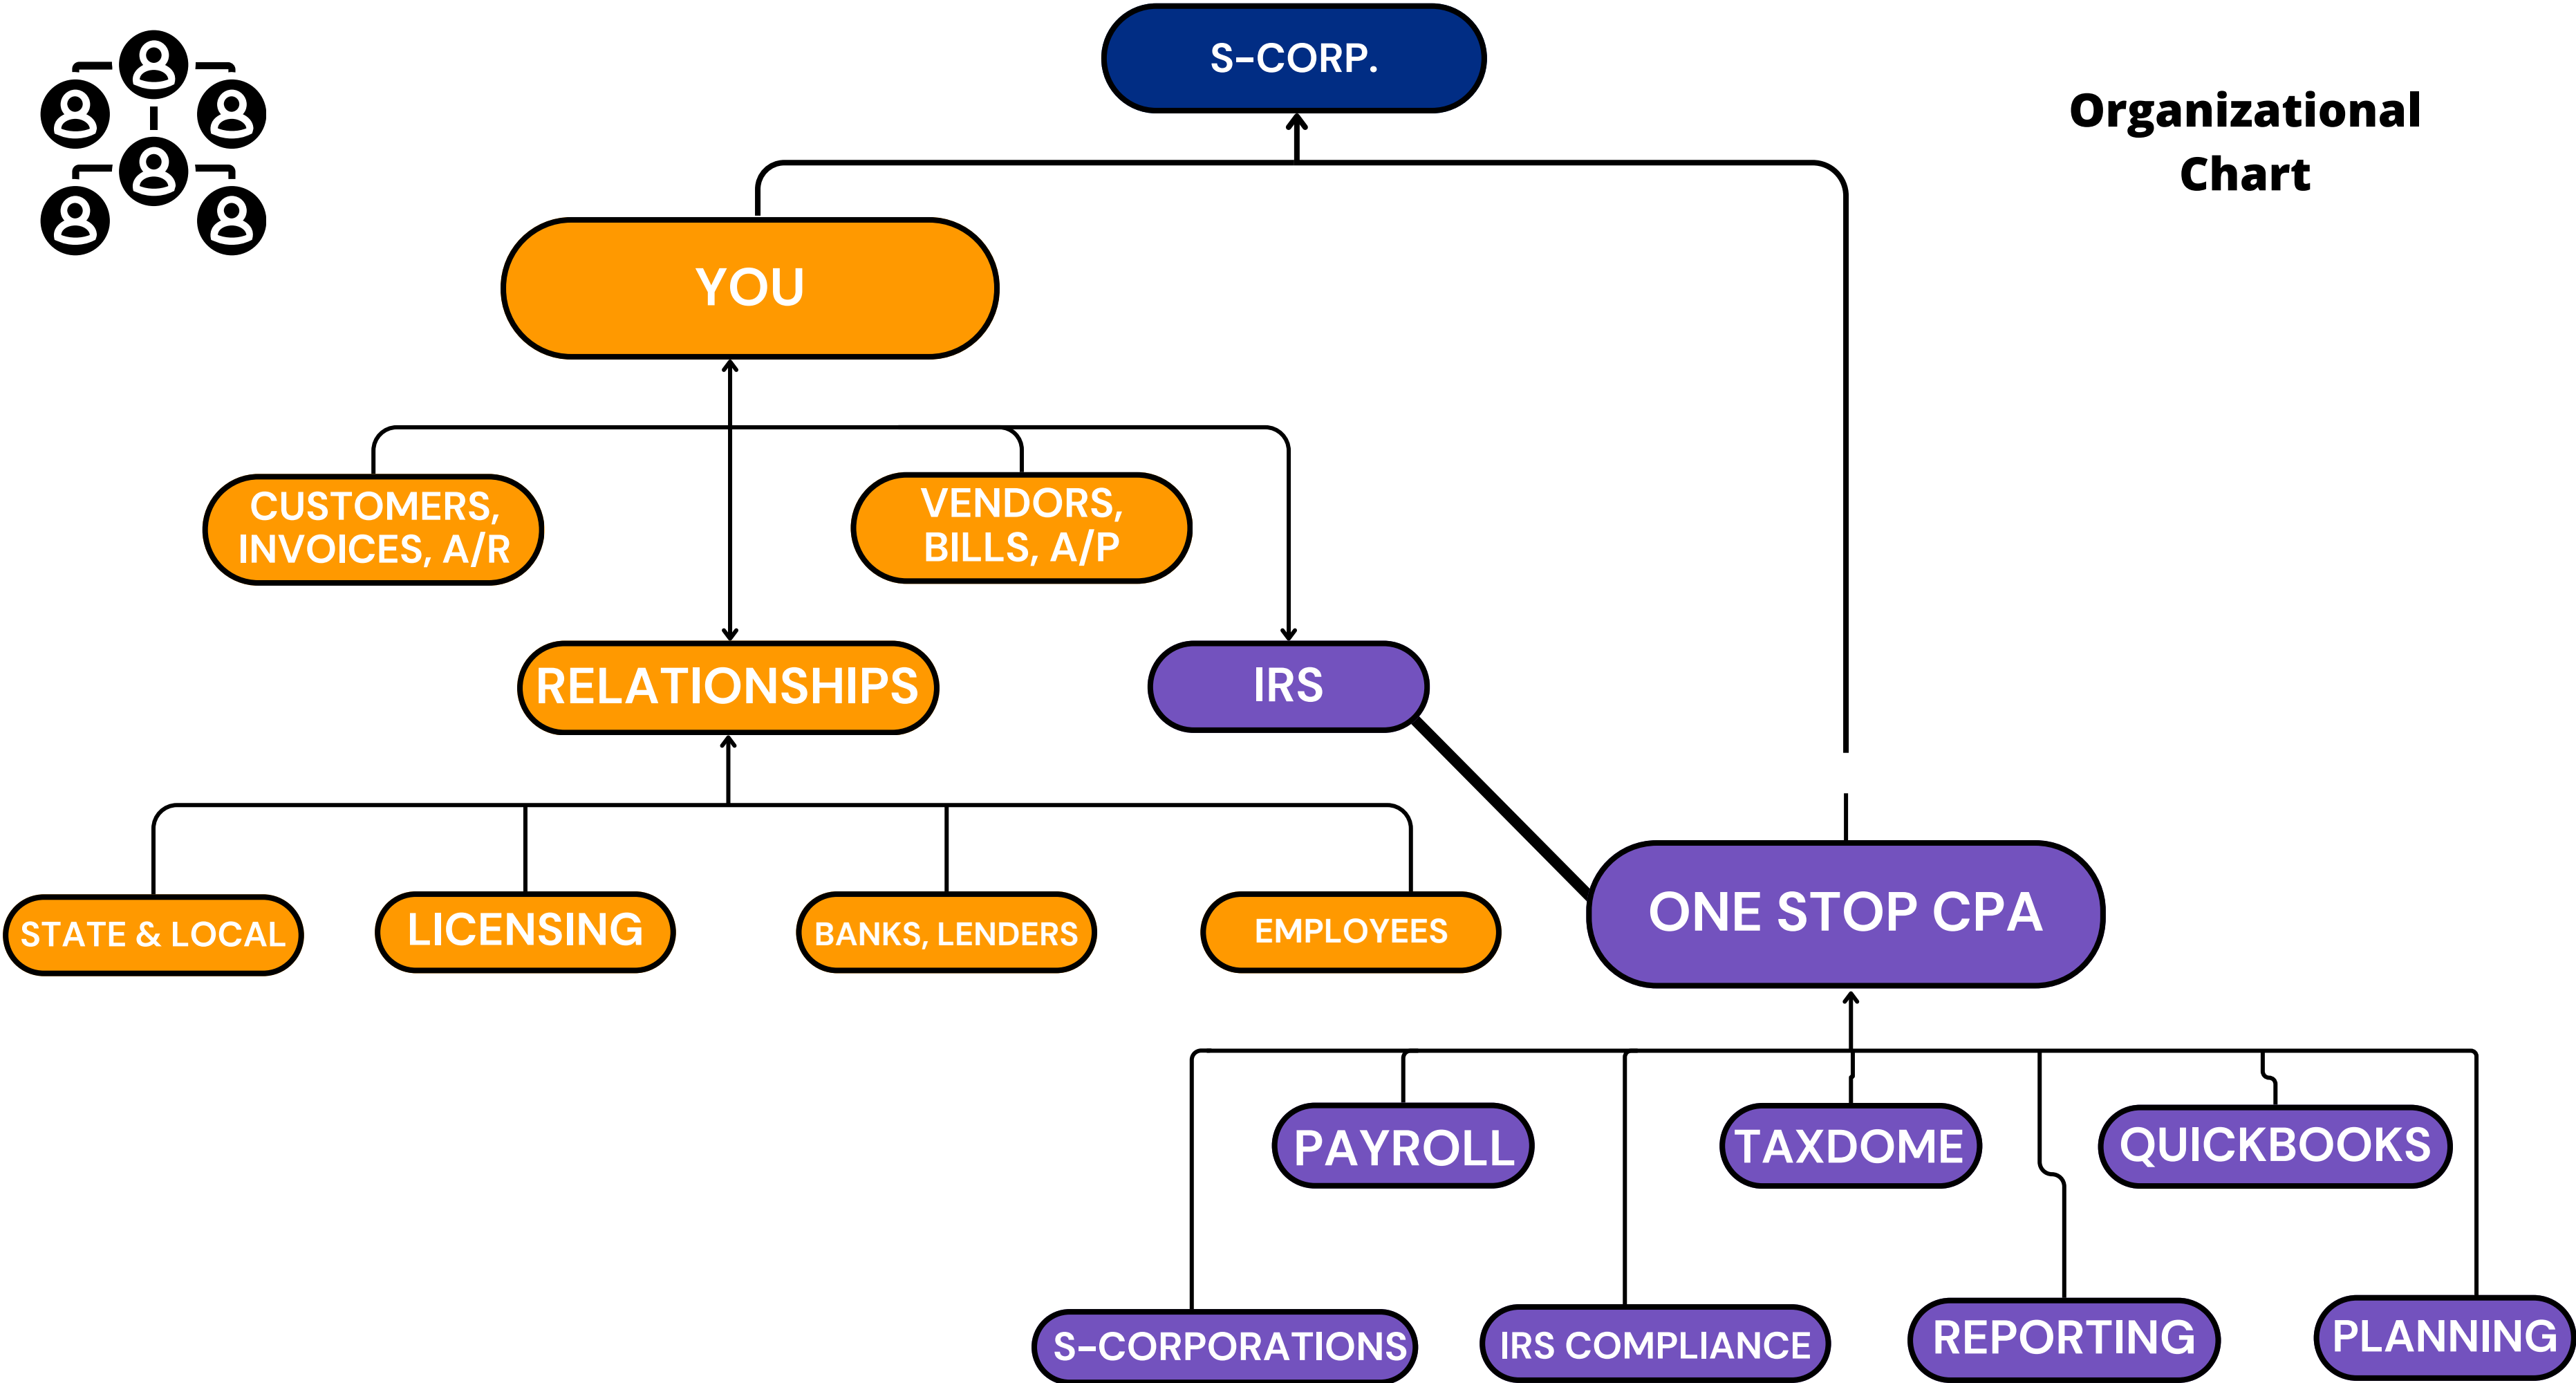 S-CORP.
Organizational
Chart
YOU
CUSTOMERS,
INVOICES, A/R
VENDORS,
BILLS, A/P
RELATIONSHIPS
IRS
STATE & LOCAL
LICENSING
BANKS, LENDERS
EMPLOYEES
ONE STOP CPA
PAYROLL
TAXDOME
QUICKBOOKS
S-CORPORATIONS
IRS COMPLIANCE
REPORTING
PLANNING